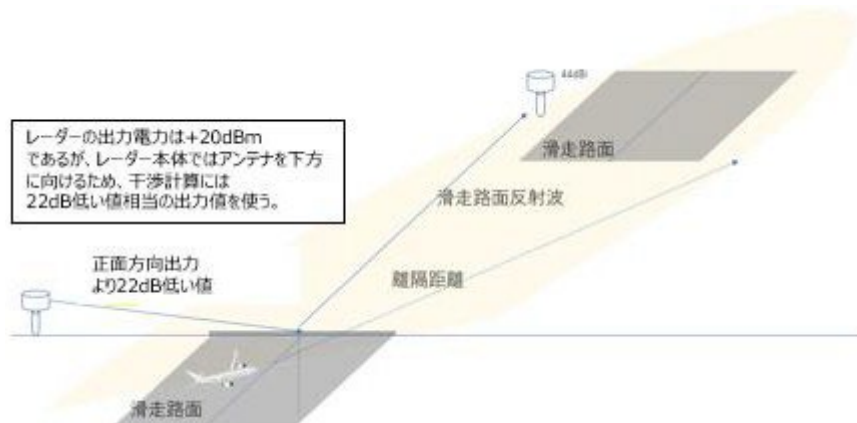 44dBi
滑走路面
レーダーの出力電力は+20dBm
であるが、レーダー本体ではアンテナを下方
に向けるため、干渉計算には
22dB低い値相当の出力値を使う。
滑走路面反射波
正面方向出力
より22dB低い値
離隔距離
滑走路面